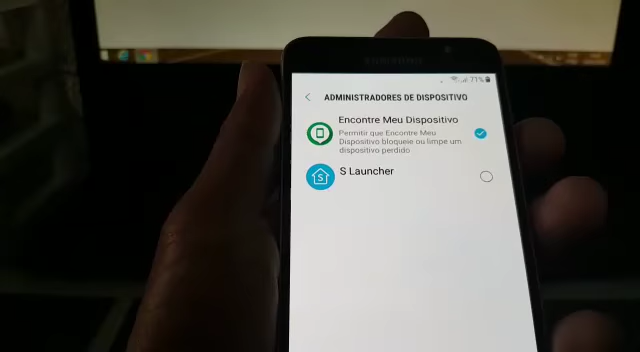 SAMSUNG
71%
ADMINISTRADORES DE DISPOSITIVO
Encontre Meu Dispositivo
Permitir que Encontre Meu
Dispositivo bloqueie ou limpe um
dispositivo perdido
S Launcher